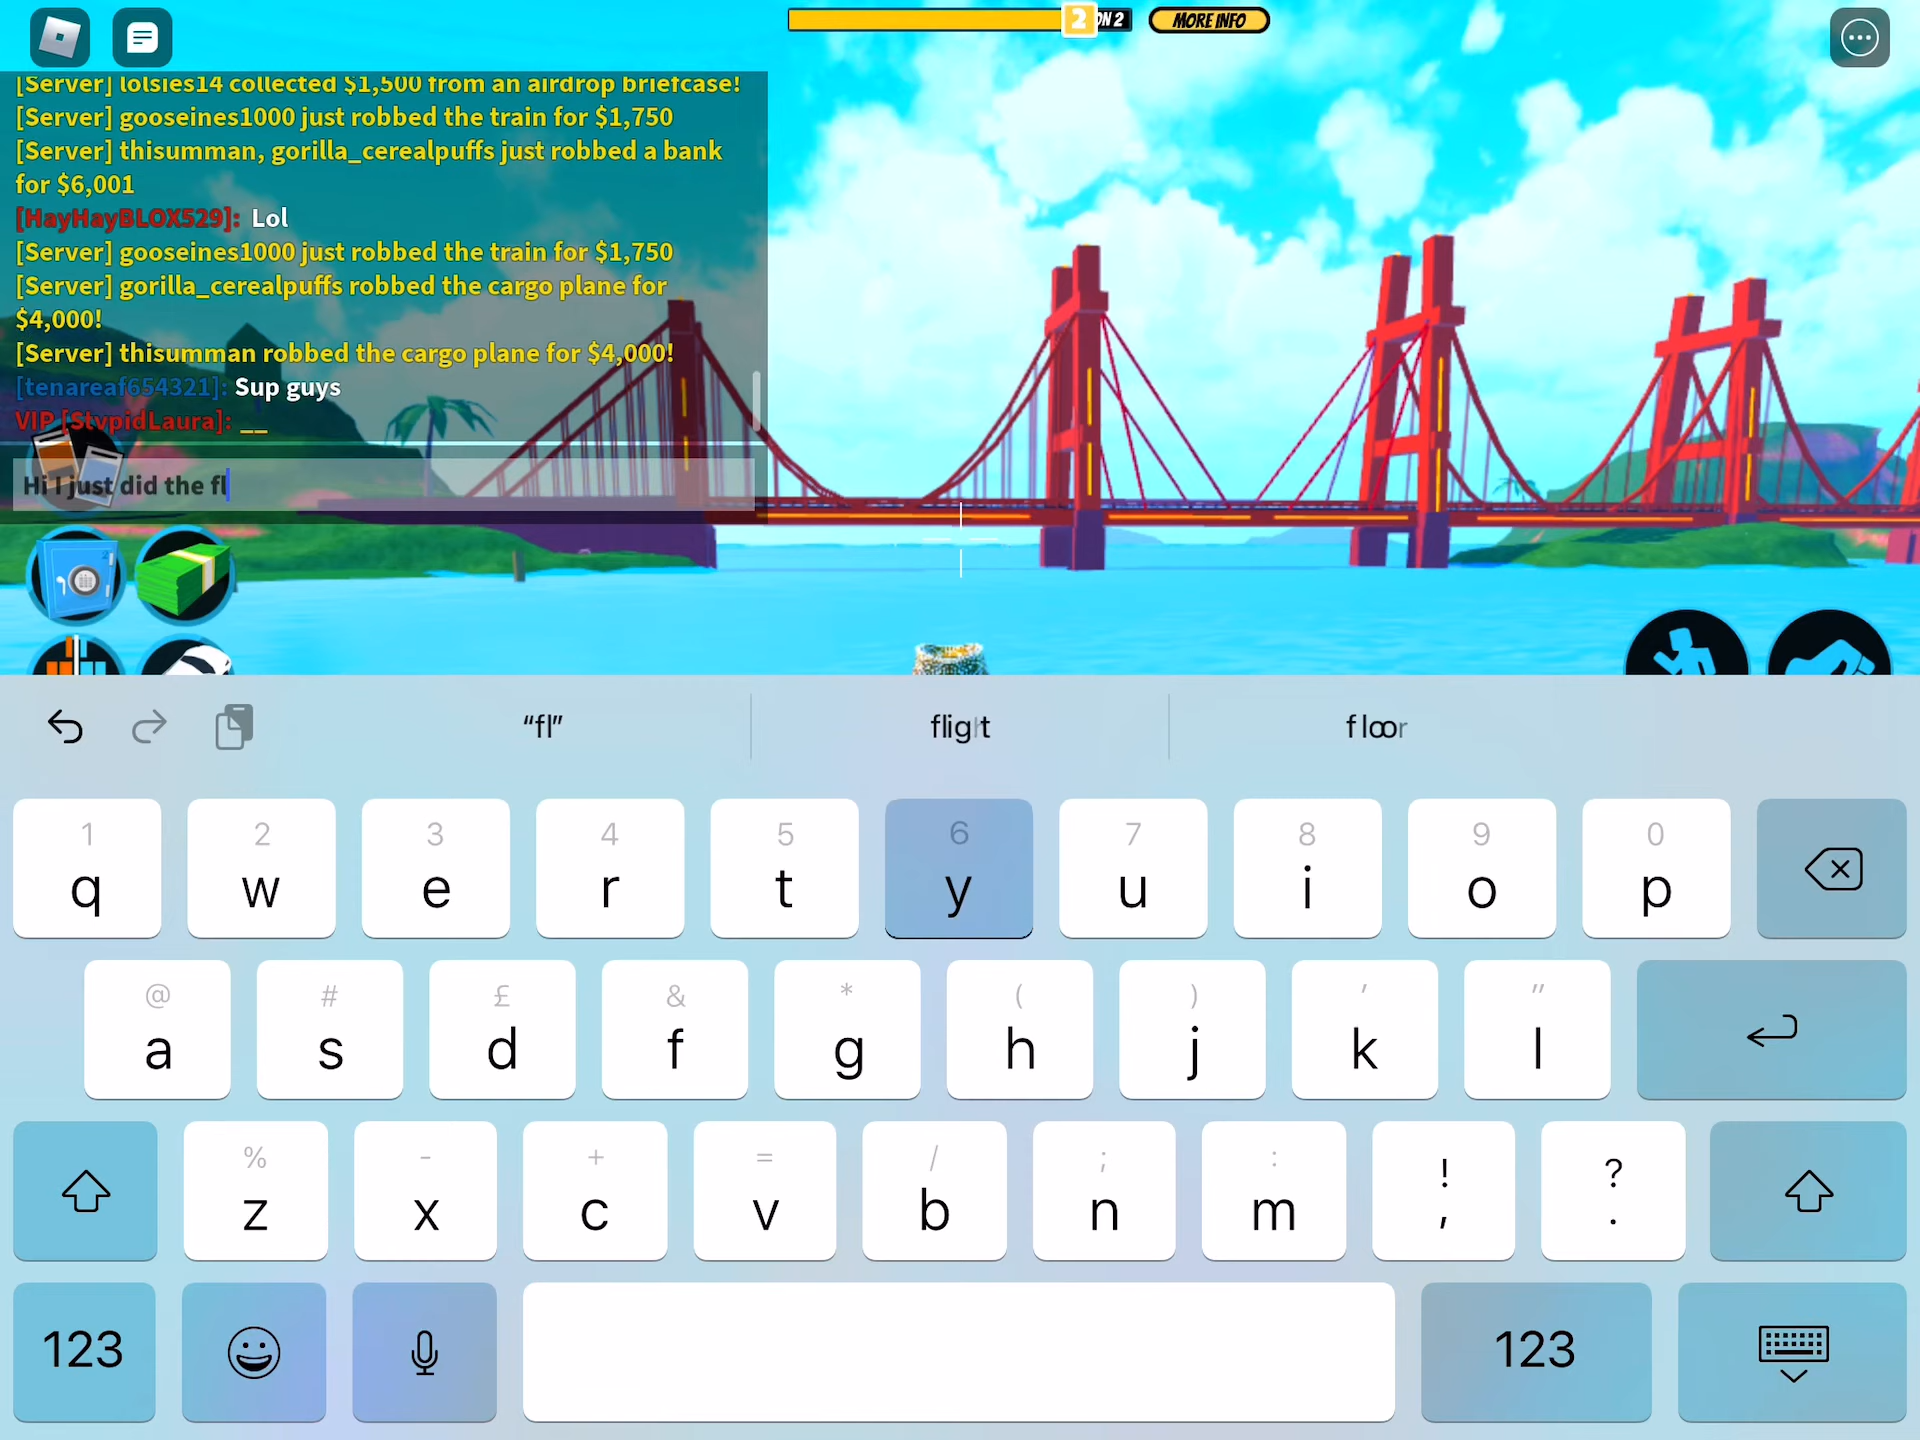 2 ON 2 MORE INFO
[Server] lolsies14 collected $1,500 from an airdrop briefcase!
[Server] gooseines1000 just robbed the train for $1,750
[Server] thisumman, gorilla_cerealpuffs just robbed a bank
for $6,001
[HayHayBLOX529]: Lol
[Server] gooseines1000 just robbed the train for $1,750
[Server] gorilla_cerealpuffs robbed the cargo plane for
$4,000!
[Server] thisumman robbed the cargo plane for $4,000!
[tenareaf654321]: Sup guys
VIP [StvpidLaura]: __
Hi I just did the fl
“fl” flight floor
1 2 3 4 5 6 7 8 9 0
q w e r t y u i o p
@ # £ & * ( ) ' "
a s d f g h j k l
% - + = / ; : ! ?
z x c v b n m , .
123 123